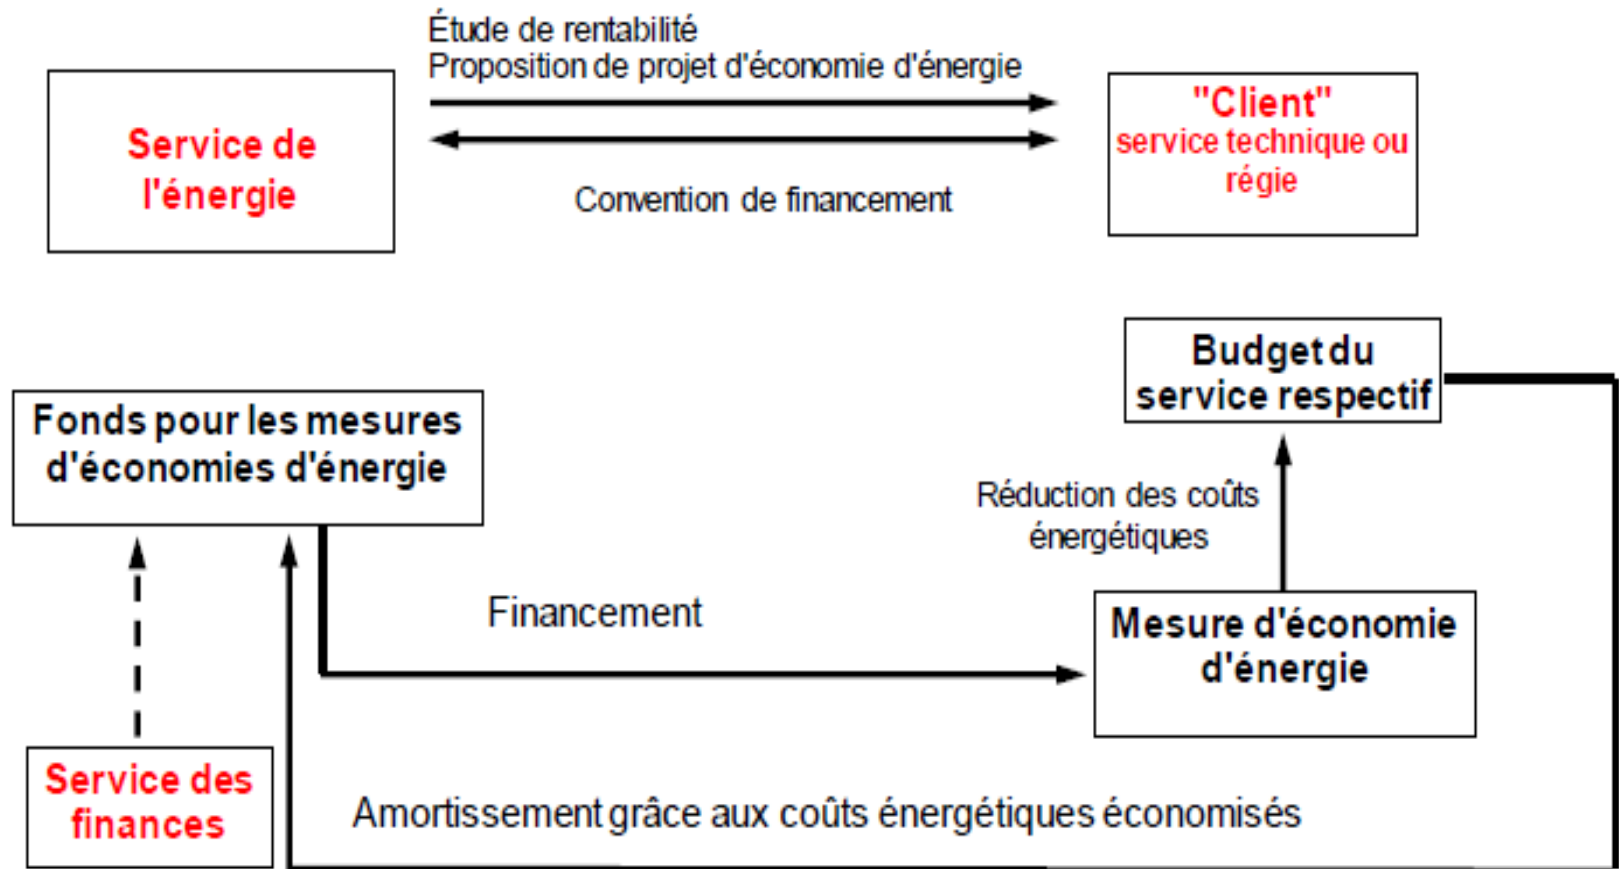 Étude de rentabilité
Proposition de projet d'économie d'énergie
Service de
l'énergie
"Client"
service technique ou
régie
Convention de financement
Budget du
service respectif
Fonds pour les mesures
d'économies d'énergie
Réduction des coûts
énergétiques
Financement
Mesure d'économie
d'énergie
Service des
finances
Amortissement grâce aux coûts énergétiques économisés